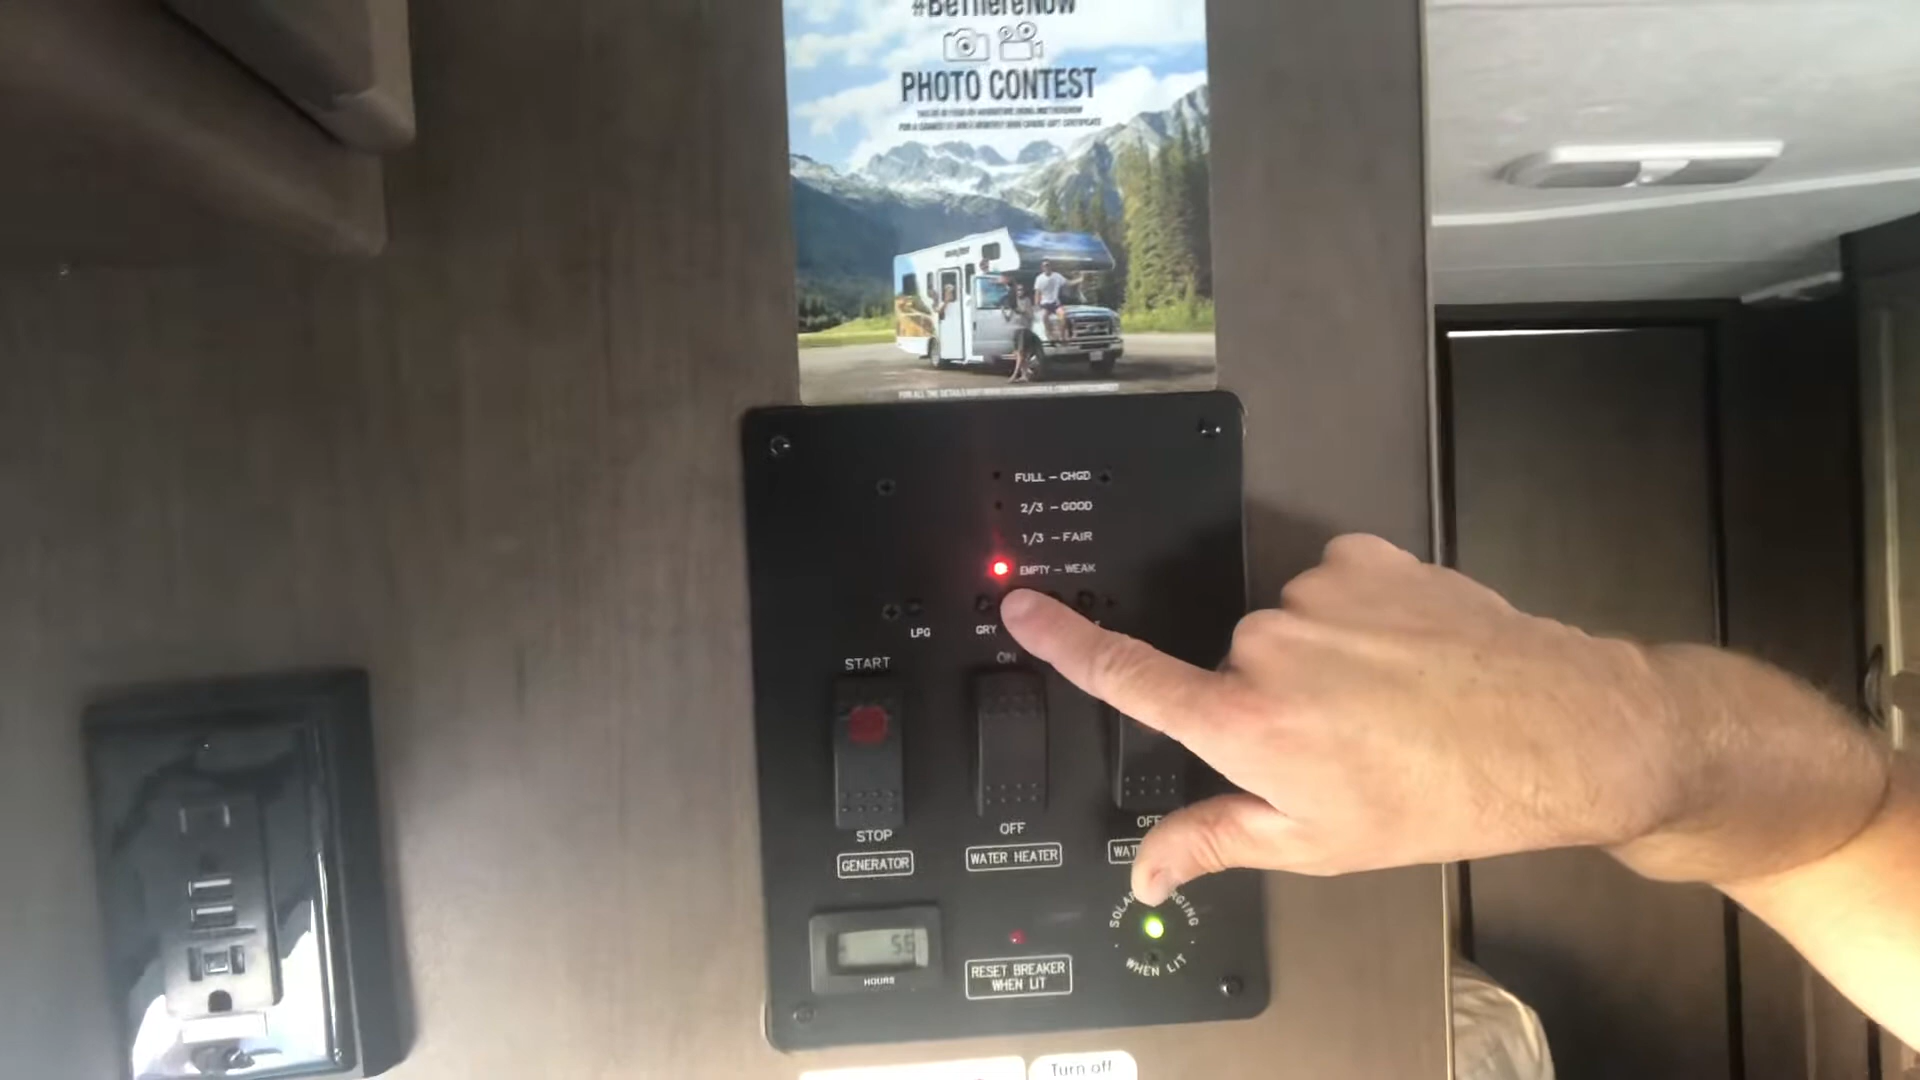 #BeThereNow
PHOTO CONTEST
FULL - CHGD
2/3 - GOOD
1/3 - FAIR
EMPTY - WEAK
LPG
GRY
START
ON
STOP
OFF
OFF
GENERATOR
WATER HEATER
WAT
HOURS
RESET BREAKER
WHEN LIT
WHEN LIT
Turn off